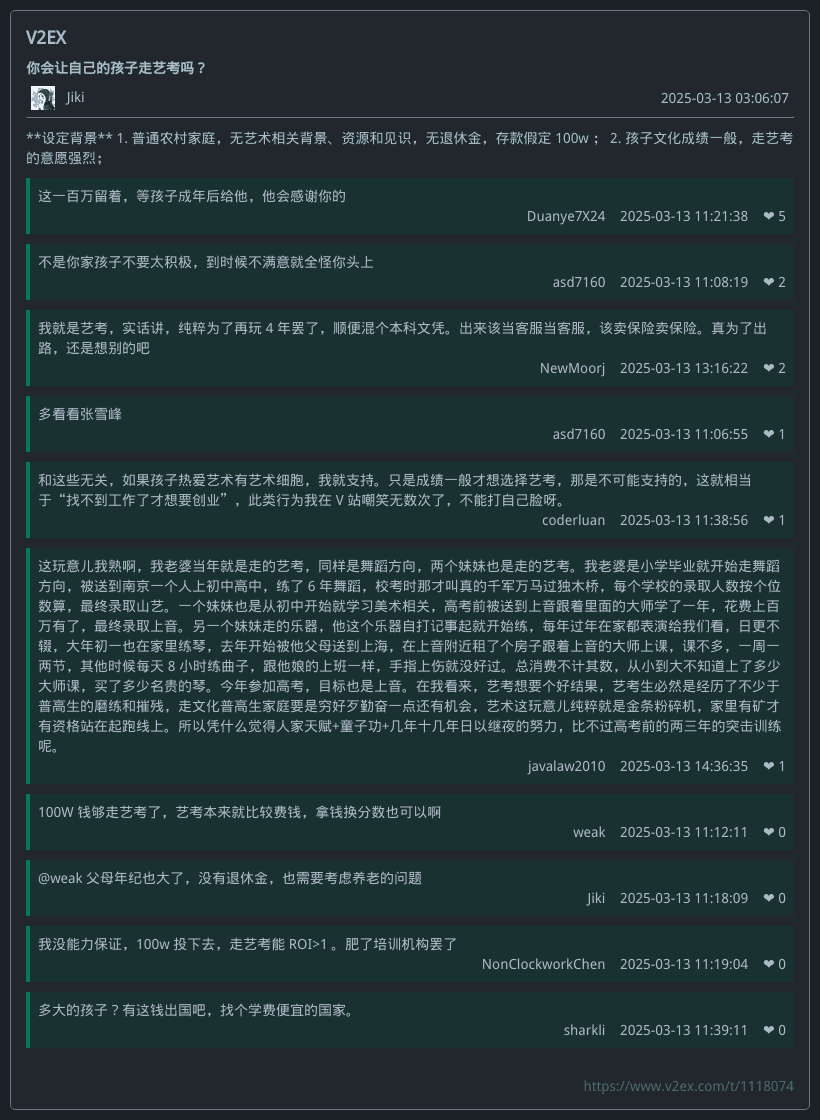 V2EX
你会让自己的孩子走艺考吗？
Jiki
2025-03-13 03:06:07
**设定背景** 1. 普通农村家庭，无艺术相关背景、资源和见识，无退休金，存款假定 100w ； 2. 孩子文化成绩一般，走艺考
的意愿强烈；
这一百万留着，等孩子成年后给他，他会感谢你的
Duanye7X24 2025-03-13 11:21:38 ❤ 5
不是你家孩子不要太积极，到时候不满意就全怪你头上
asd7160 2025-03-13 11:08:19 ❤ 2
我就是艺考，实话讲，纯粹为了再玩 4 年罢了，顺便混个本科文凭。出来该当客服当客服，该卖保险卖保险。真为了出
路，还是想别的吧
NewMoorj 2025-03-13 13:16:22 ❤ 2
多看看张雪峰
asd7160 2025-03-13 11:06:55 ❤ 1
和这些无关，如果孩子热爱艺术有艺术细胞，我就支持。只是成绩一般才想选择艺考，那是不可能支持的，这就相当
于“找不到工作了才想要创业”，此类行为我在 V 站嘲笑无数次了，不能打自己脸呀。
coderluan 2025-03-13 11:38:56 ❤ 1
这玩意儿我熟啊，我老婆当年就是走的艺考，同样是舞蹈方向，两个妹妹也是走的艺考。我老婆是小学毕业就开始走舞蹈
方向，被送到南京一个人上初中高中，练了 6 年舞蹈，校考时那才叫真的千军万马过独木桥，每个学校的录取人数按个位
数算，最终录取山艺。一个妹妹也是从初中开始就学习美术相关，高考前被送到上音跟着里面的大师学了一年，花费上百
万有了，最终录取上音。另一个妹妹走的乐器，他这个乐器自打记事起就开始练，每年过年在家都表演给我们看，日更不
辍，大年初一也在家里练琴，去年开始被他父母送到上海，在上音附近租了个房子跟着上音的大师上课，课不多，一周一
两节，其他时候每天 8 小时练曲子，跟他娘的上班一样，手指上伤就没好过。总消费不计其数，从小到大不知道上了多少
大师课，买了多少名贵的琴。今年参加高考，目标也是上音。在我看来，艺考想要个好结果，艺考生必然是经历了不少于
普高生的磨练和摧残，走文化普高生家庭要是穷好歹勤奋一点还有机会，艺术这玩意儿纯粹就是金条粉碎机，家里有矿才
有资格站在起跑线上。所以凭什么觉得人家天赋+童子功+几年十几年日以继夜的努力，比不过高考前的两三年的突击训练
呢。
javalaw2010 2025-03-13 14:36:35 ❤ 1
100W 钱够走艺考了，艺考本来就比较费钱，拿钱换分数也可以啊
weak 2025-03-13 11:12:11 ❤ 0
@weak 父母年纪也大了，没有退休金，也需要考虑养老的问题
Jiki 2025-03-13 11:18:09 ❤ 0
我没能力保证，100w 投下去，走艺考能 ROI>1 。肥了培训机构罢了
NonClockworkChen 2025-03-13 11:19:04 ❤ 0
多大的孩子？有这钱出国吧，找个学费便宜的国家。
sharkli 2025-03-13 11:39:11 ❤ 0
https://www.v2ex.com/t/1118074